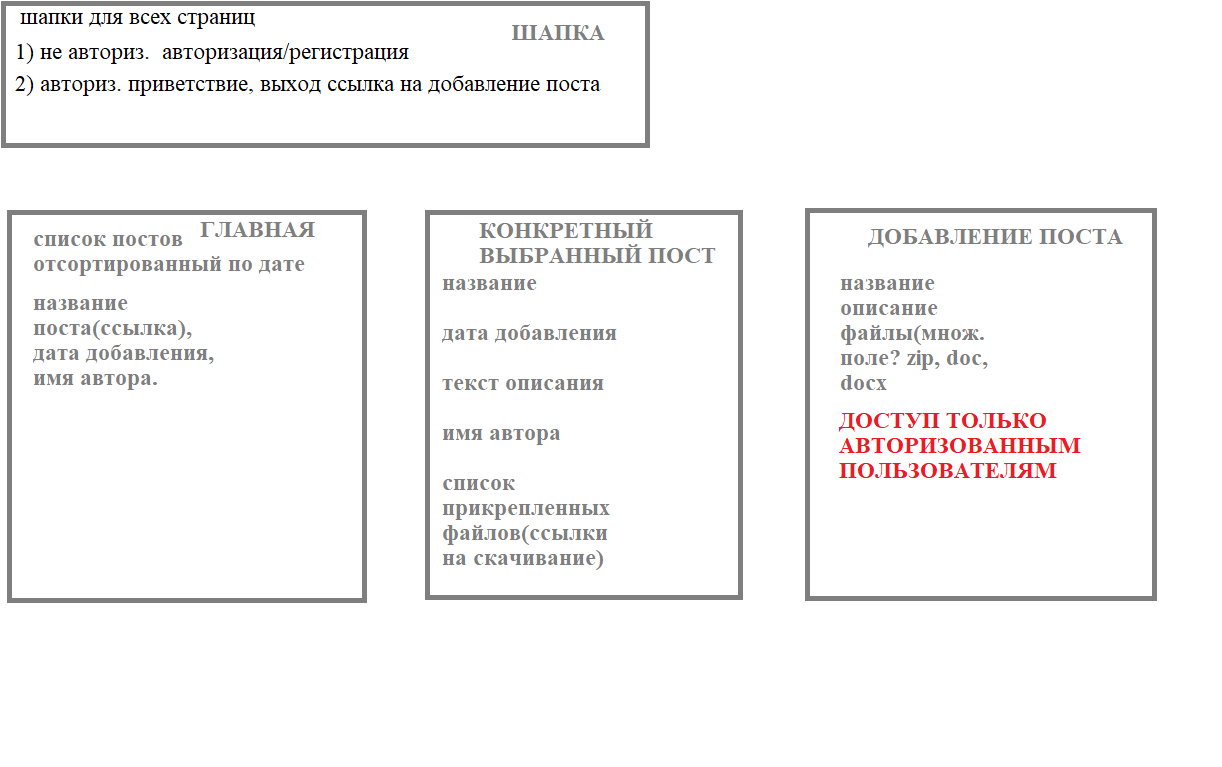 шапки для всех страниц
ШАПКА
1) не авториз.  авторизация/регистрация
2) авториз. приветствие, выход ссылка на добавление поста
ГЛАВНАЯ
список постов
отсортированный по дате
название
поста(ссылка),
дата добавления,
имя автора.
КОНКРЕТНЫЙ
ВЫБРАННЫЙ ПОСТ
название
дата добавления
текст описания
имя автора
список
прикрепленных
файлов(ссылки
на скачивание)
ДОБАВЛЕНИЕ ПОСТА
название
описание
файлы(множ.
поле? zip, doc,
docx
ДОСТУП ТОЛЬКО
АВТОРИЗОВАННЫМ
ПОЛЬЗОВАТЕЛЯМ